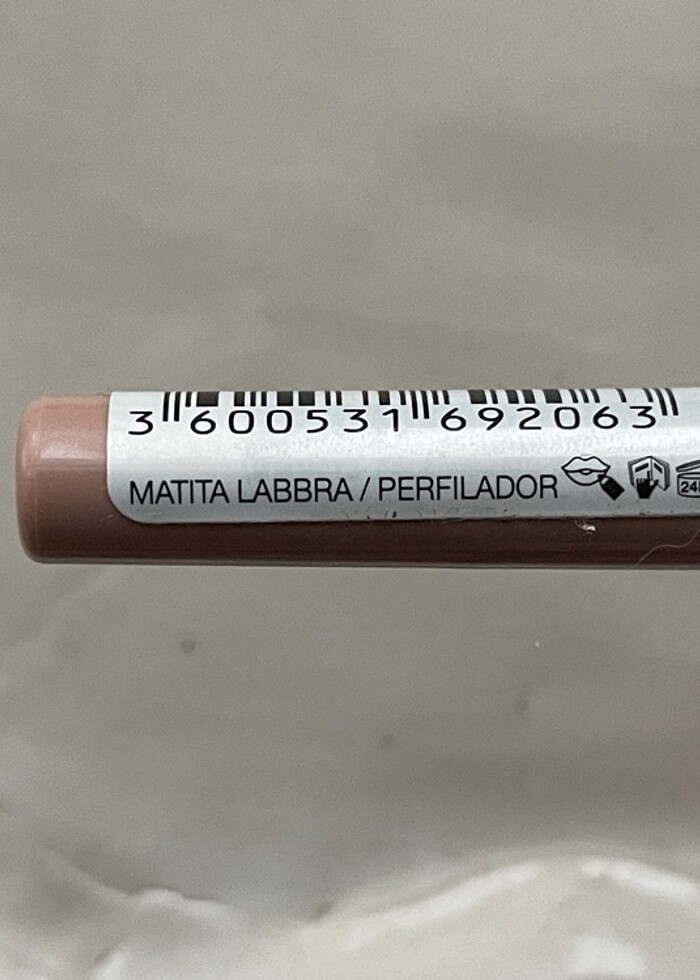 3 600531 692063
MATITA LABBRA / PERFILADOR